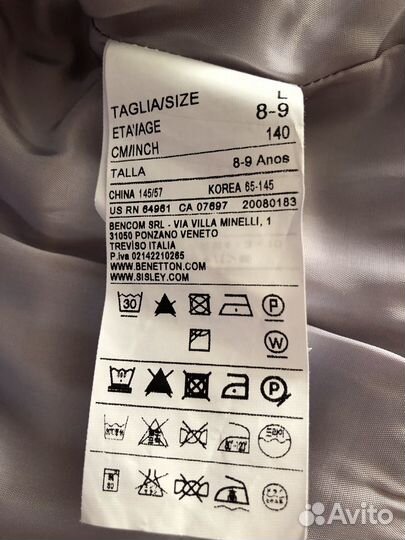 L
TAGLIA/SIZE 8-9
ETA'/AGE 140
CM/INCH
TALLA 8-9 Anos
CHINA 145/57 KOREA 65-145
US RN 64961 CA 07697 20080183
BENCOM SRL - VIA VILLA MINELLI, 1
31050 PONZANO VENETO
TREVISO ITALIA
P.iva 02142210265
WWW.BENETTON.COM
WWW.SISLEY.COM
30 P
W
P
Avito